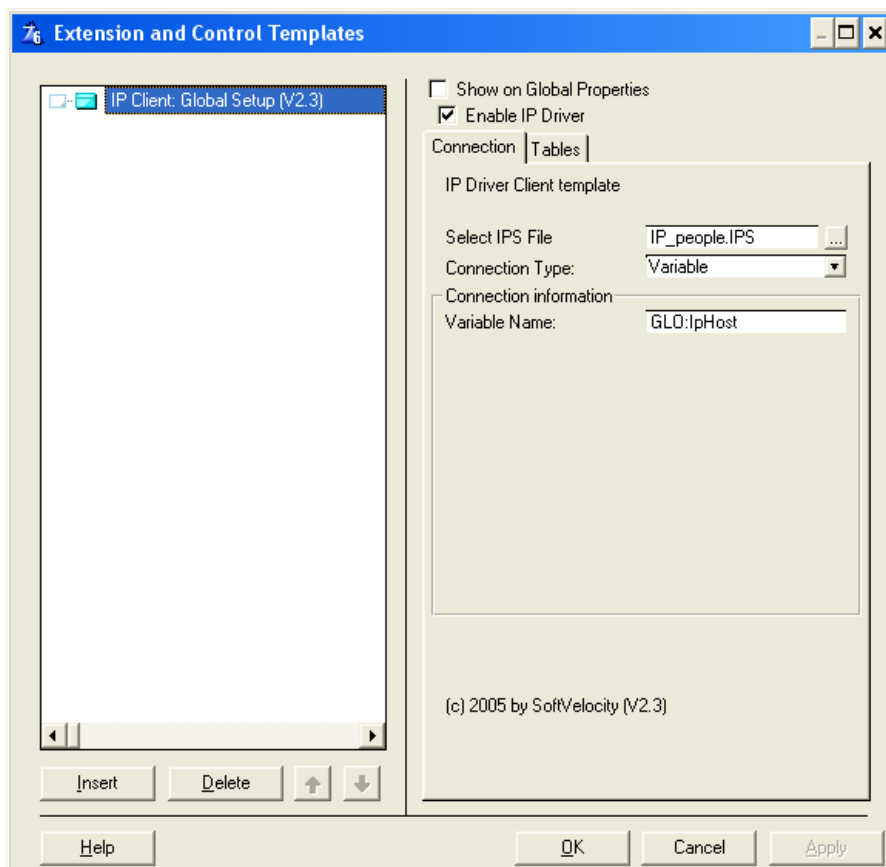 Extension and Control Templates
IP Client: Global Setup (V2.3)
Show on Global Properties
Enable IP Driver
Connection
Tables
IP Driver Client template
Select IPS File
IP_people.IPS
...
Connection Type:
Variable
Connection information
Variable Name:
GLO:IpHost
(c) 2005 by SoftVelocity (V2.3)
Insert
Delete
Help
OK
Cancel
Apply